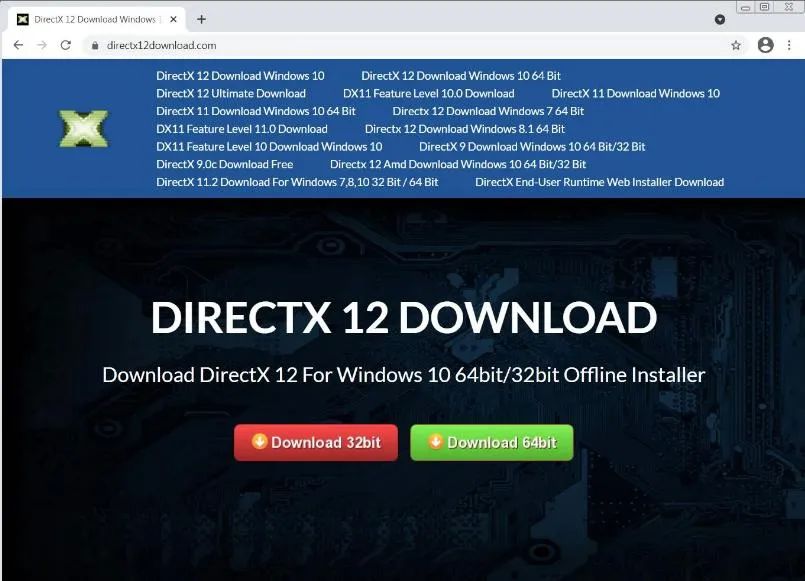 DirectX 12 Download Windows
directx12download.com
DirectX 12 Download Windows 10 DirectX 12 Download Windows 10 64 Bit
DirectX 12 Ultimate Download DX11 Feature Level 10.0 Download DirectX 11 Download Windows 10
DirectX 11 Download Windows 10 64 Bit Directx 12 Download Windows 7 64 Bit
DX11 Feature Level 11.0 Download Directx 12 Download Windows 8.1 64 Bit
DX11 Feature Level 10 Download Windows 10 DirectX 9 Download Windows 10 64 Bit/32 Bit
DirectX 9.0c Download Free Directx 12 Amd Download Windows 10 64 Bit/32 Bit
DirectX 11.2 Download For Windows 7,8,10 32 Bit / 64 Bit DirectX End-User Runtime Web Installer Download
DIRECTX 12 DOWNLOAD
Download DirectX 12 For Windows 10 64bit/32bit Offline Installer
Download 32bit Download 64bit